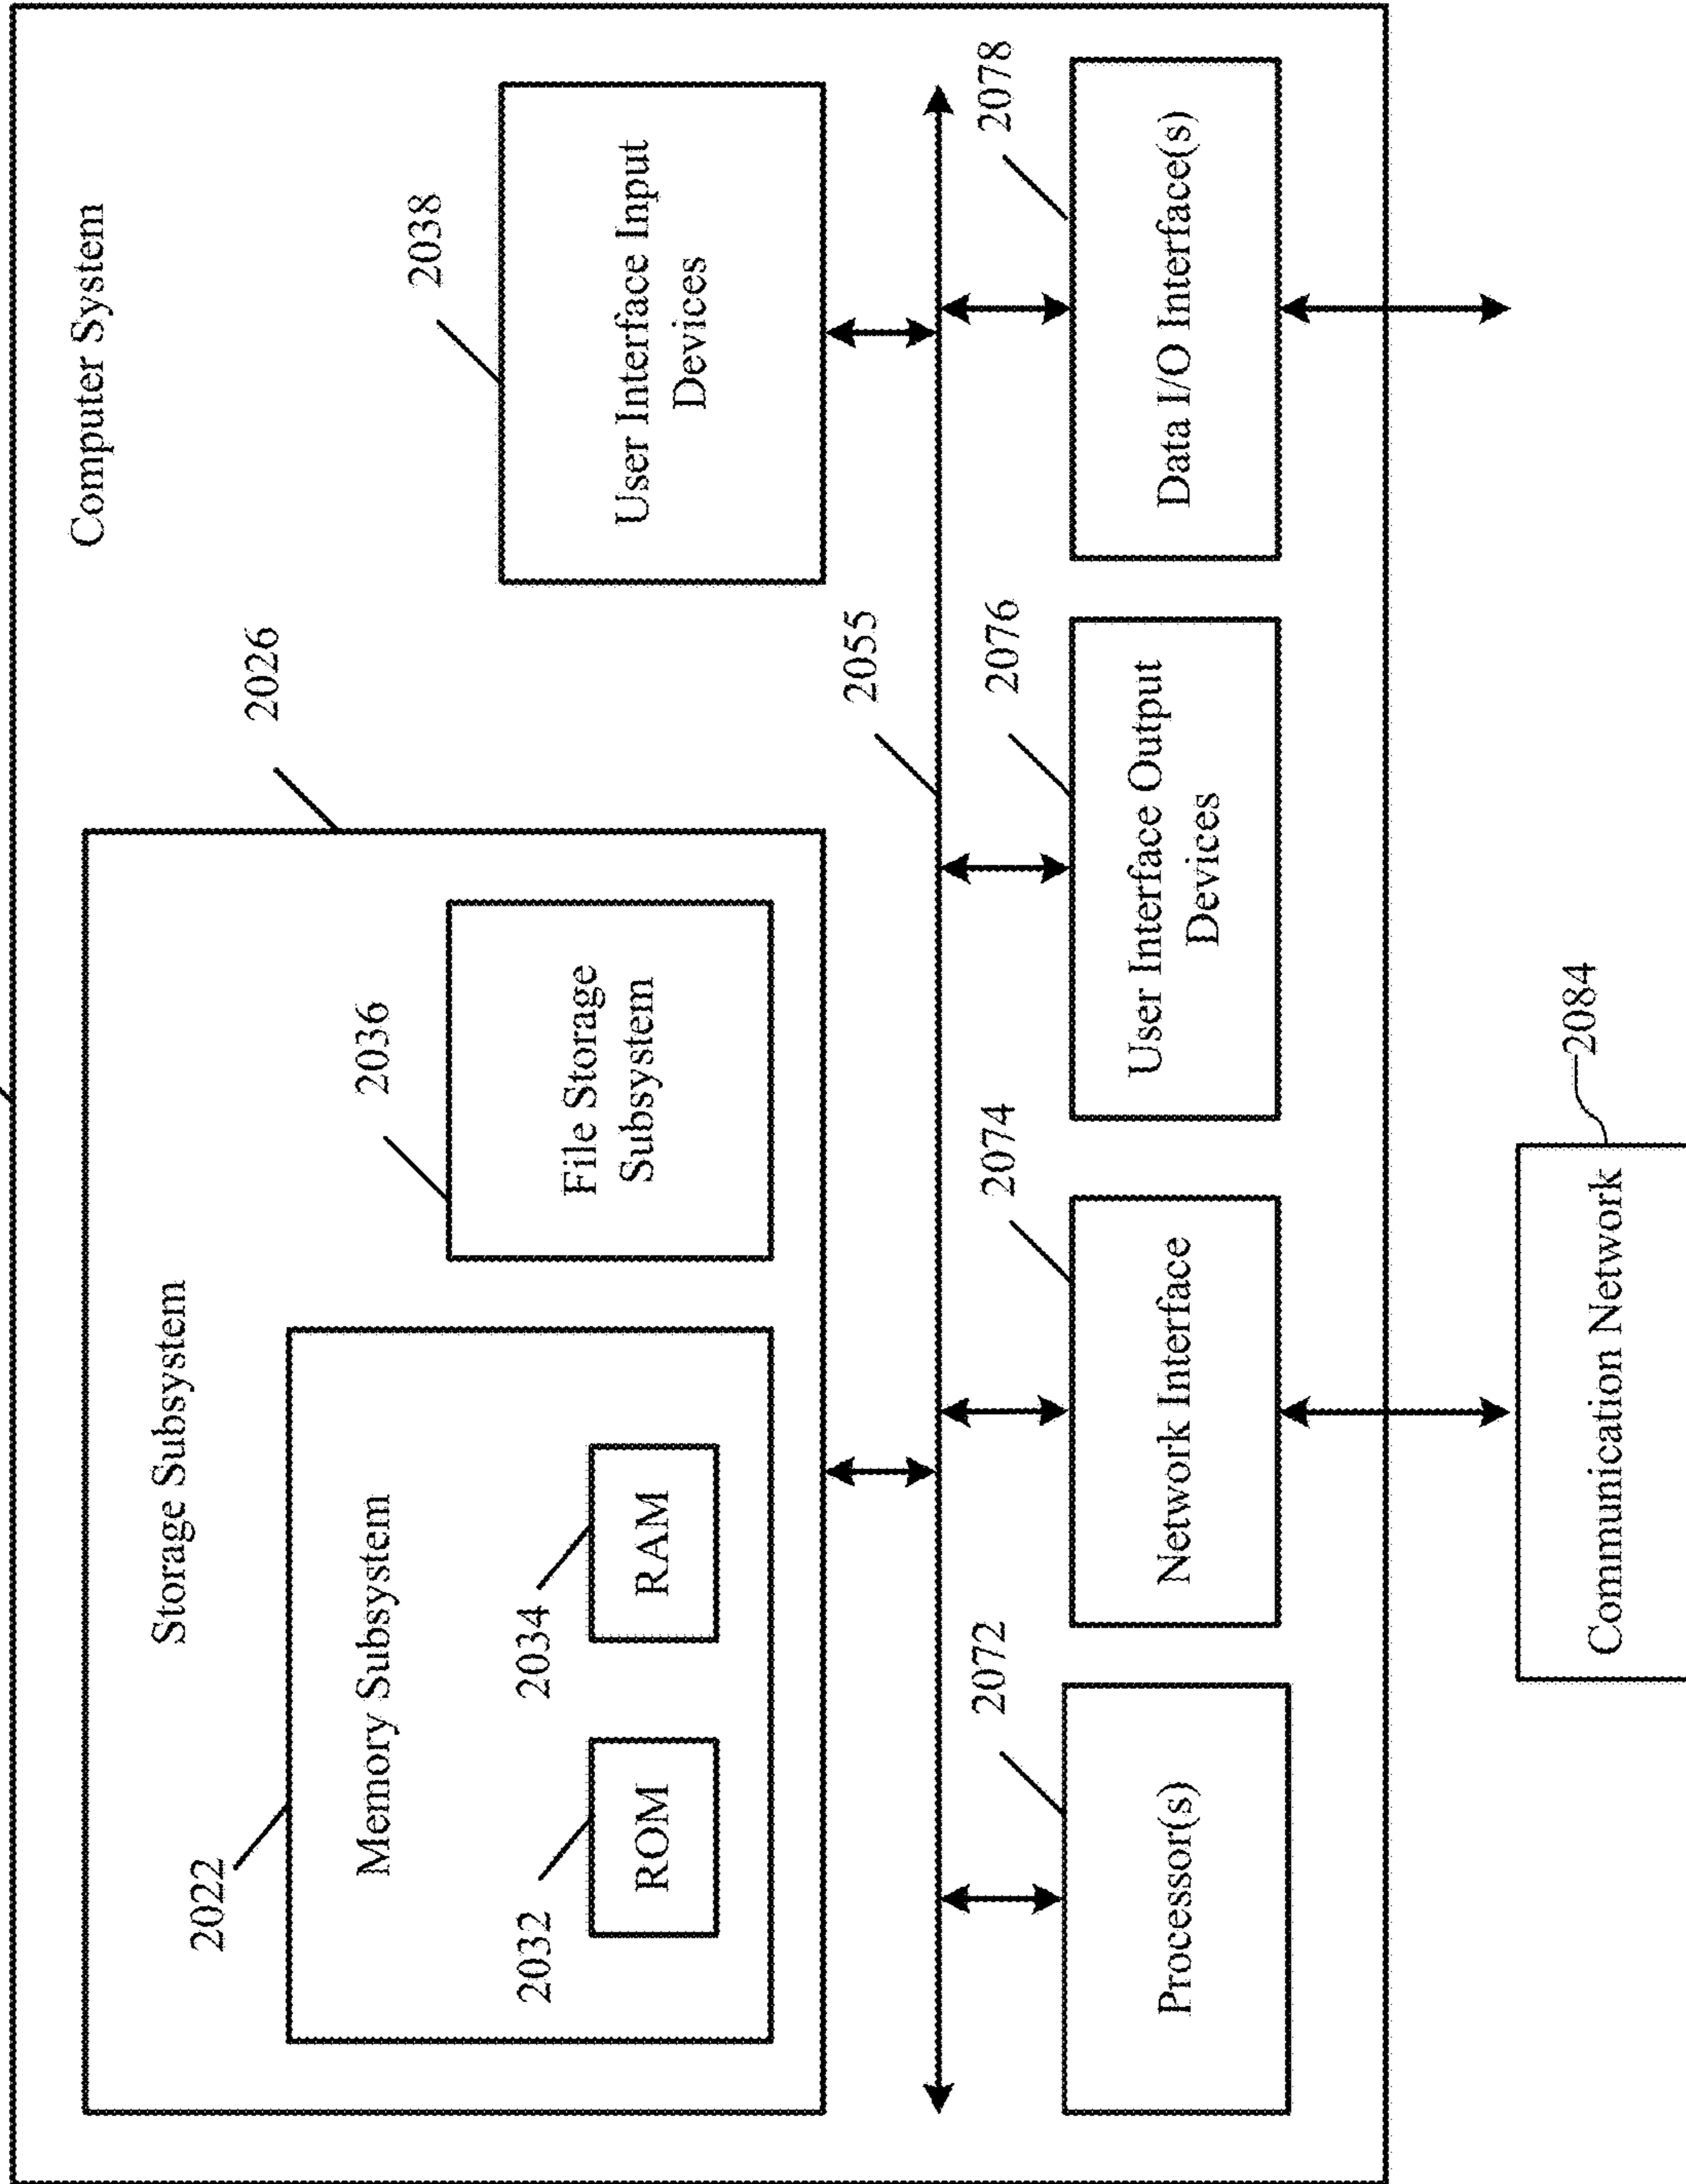 Computer System
Storage Subsystem
2026
2022
Memory Subsystem
2036
2038
2032
ROM
2034
RAM
File Storage
Subsystem
User Interface Input
Devices
2055
2072
2074
2076
2078
Processor(s)
Network Interface
User Interface Output
Devices
Data I/O Interface(s)
Communication Network
2084